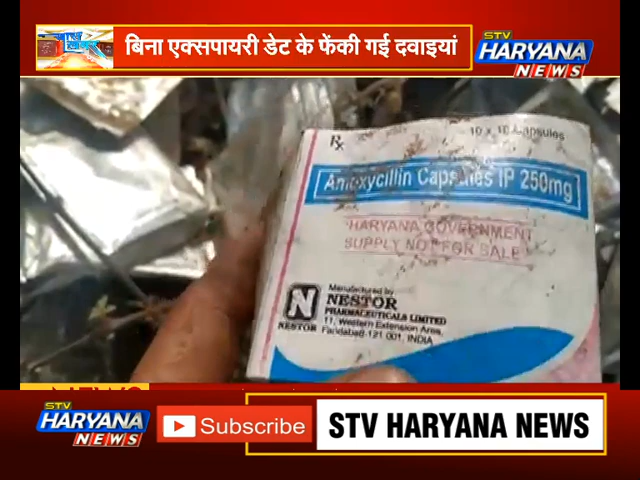 बिना एक्सपायरी डेट के फेंकी गई दवाइयां
STV
HARYANA
NEWS
Rx
10 x 10 Capsules
Amoxycillin Capsules IP 250mg
HARYANA GOVERNMENT
SUPPLY NOT FOR SALE
Manufactured by
NESTOR
PHARMACEUTICALS LIMITED
11, Western Extension Area,
Faridabad-121 001, INDIA
N
NESTOR
STV
HARYANA
NEWS
Subscribe
STV HARYANA NEWS